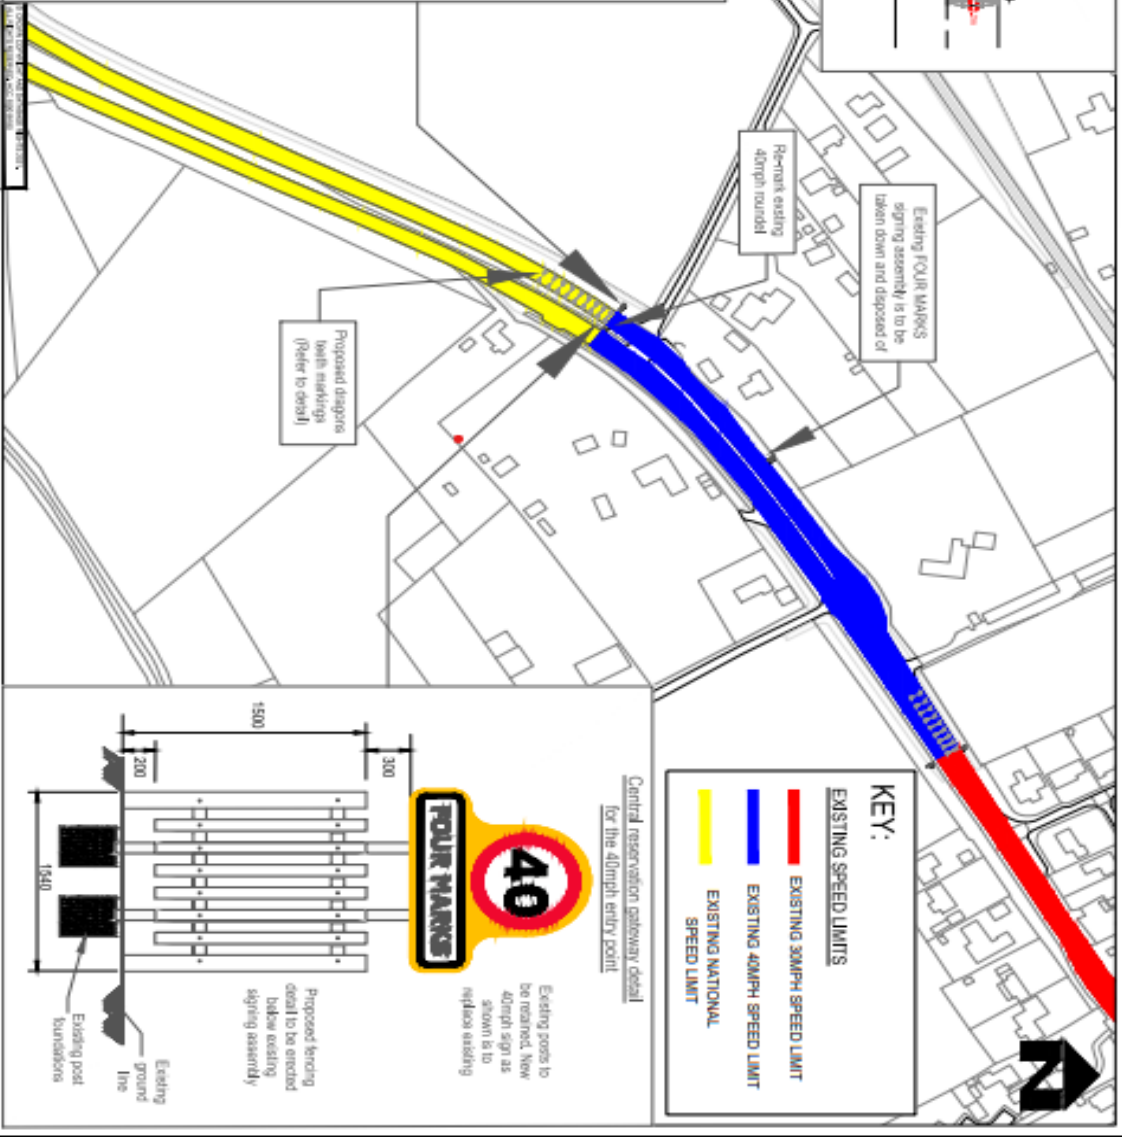 Re-mark existing
40mph roundel
Existing FOUR MARKS
signing assembly is to be
taken down and disposed of
Proposed dragons
teeth markings
(Refer to detail)
KEY:
EXISTING SPEED LIMITS
EXISTING 30MPH SPEED LIMIT
EXISTING 40MPH SPEED LIMIT
EXISTING NATIONAL
SPEED LIMIT
N
Central reservation gateway detail
for the 40mph entry point
40
FOUR MARKS
Existing posts to
be retained. New
40mph sign as
shown is to
replace existing
300
1500
200
1540
Proposed fencing
detail to be erected
below existing
signing assembly
Existing
ground
line
Existing post
foundations